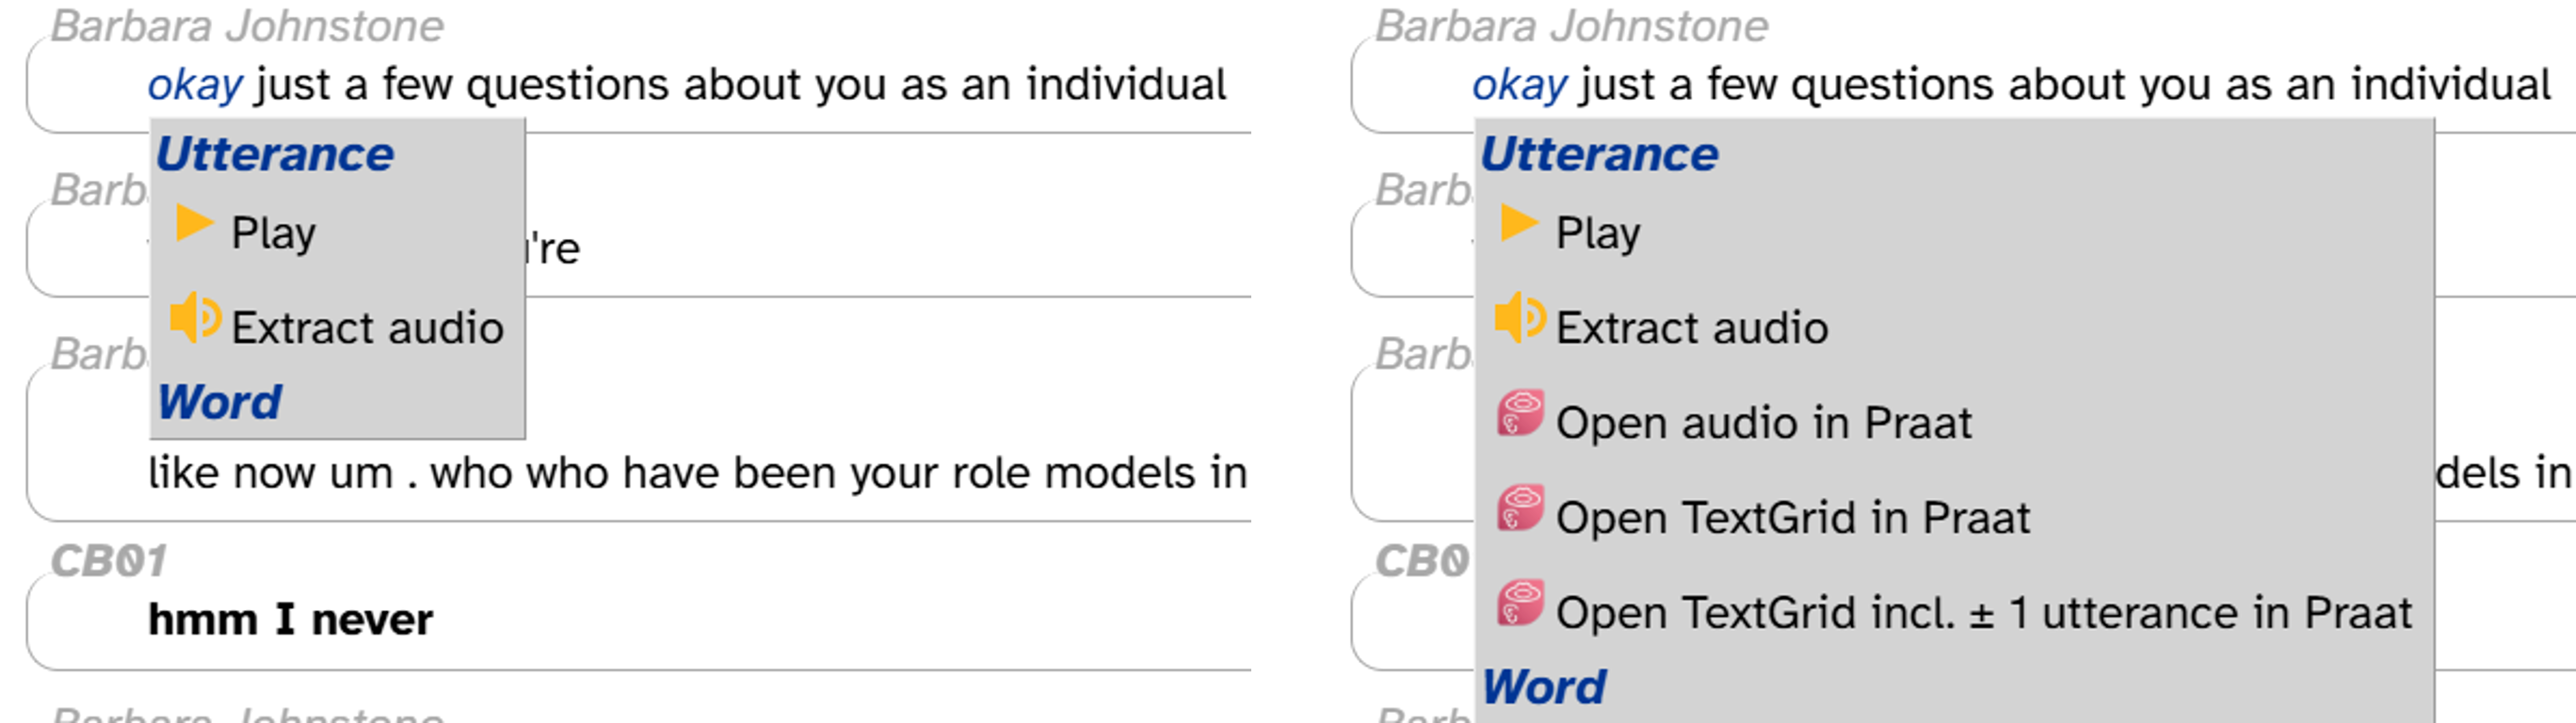 Barbara Johnstone
okay just a few questions about you as an individual
Utterance
Barb
Play
're
Extract audio
Barb
Word
like now um . who who have been your role models in
CB01
hmm I never
Barbara Johnstone
Barbara Johnstone
okay just a few questions about you as an individual
Utterance
Barb
Play
Extract audio
Barb
Open audio in Praat
dels in
Open TextGrid in Praat
CB0
Open TextGrid incl. ± 1 utterance in Praat
Word
Barb